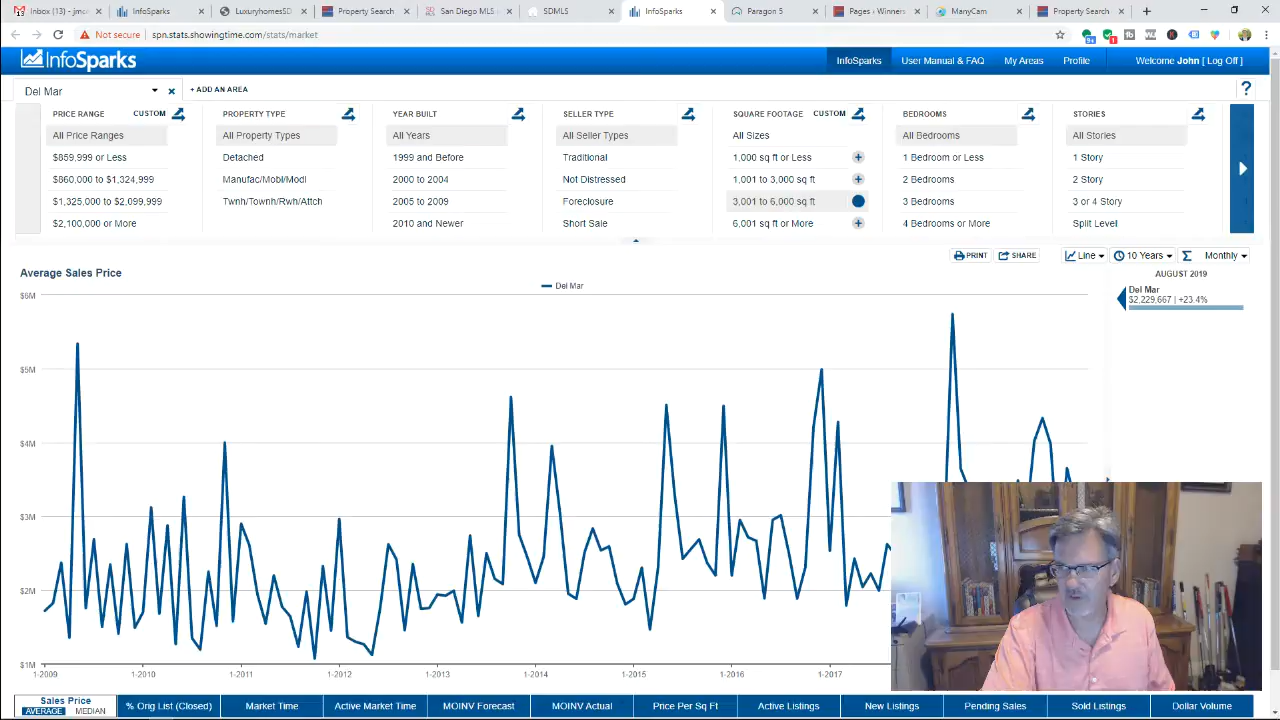 Inbox (13) - jmc
InfoSparks
LuxuryhomesSD
Property Search
San Diego MLS
SDMLS
InfoSparks
Paragon 5
Pages ‹ Winners
ManyCam
Property Search
Not secure | spn.stats.showingtime.com/stats/market
InfoSparks
InfoSparks
User Manual & FAQ
My Areas
Profile
Welcome John [ Log Off ]
Del Mar
+ ADD AN AREA
?
PRICE RANGE CUSTOM
All Price Ranges
$859,999 or Less
$860,000 to $1,324,999
$1,325,000 to $2,099,999
$2,100,000 or More
PROPERTY TYPE
All Property Types
Detached
Manufac/Mobl/Modl
Twnh/Townh/Rwh/Attch
YEAR BUILT
All Years
1999 and Before
2000 to 2004
2005 to 2009
2010 and Newer
SELLER TYPE
All Seller Types
Traditional
Not Distressed
Foreclosure
Short Sale
SQUARE FOOTAGE CUSTOM
All Sizes
1,000 sq ft or Less
1,001 to 3,000 sq ft
3,001 to 6,000 sq ft
6,001 sq ft or More
BEDROOMS
All Bedrooms
1 Bedroom or Less
2 Bedrooms
3 Bedrooms
4 Bedrooms or More
STORIES
All Stories
1 Story
2 Story
3 or 4 Story
Split Level
PRINT
SHARE
Line
10 Years
Σ
Monthly
Average Sales Price
Del Mar
AUGUST 2019
Del Mar
$2,229,667 | +23.4%
$6M
$5M
$4M
$3M
$2M
$1M
1-2009
1-2010
1-2011
1-2012
1-2013
1-2014
1-2015
1-2016
1-2017
Sales Price
AVERAGE MEDIAN
% Orig List (Closed)
Market Time
Active Market Time
MOINV Forecast
MOINV Actual
Price Per Sq Ft
Active Listings
New Listings
Pending Sales
Sold Listings
Dollar Volume